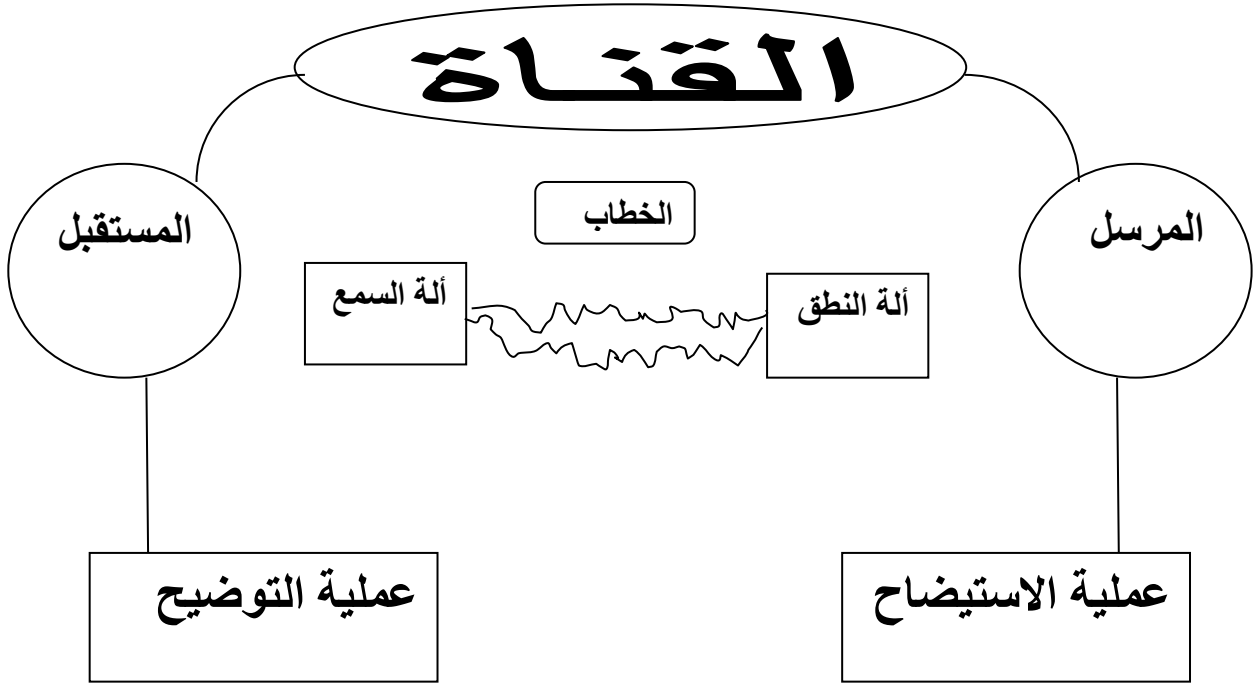 القناة
المرسل
المستقبل
الخطاب
ألة النطق
ألة السمع
عملية الاستيضاح
عملية التوضيح